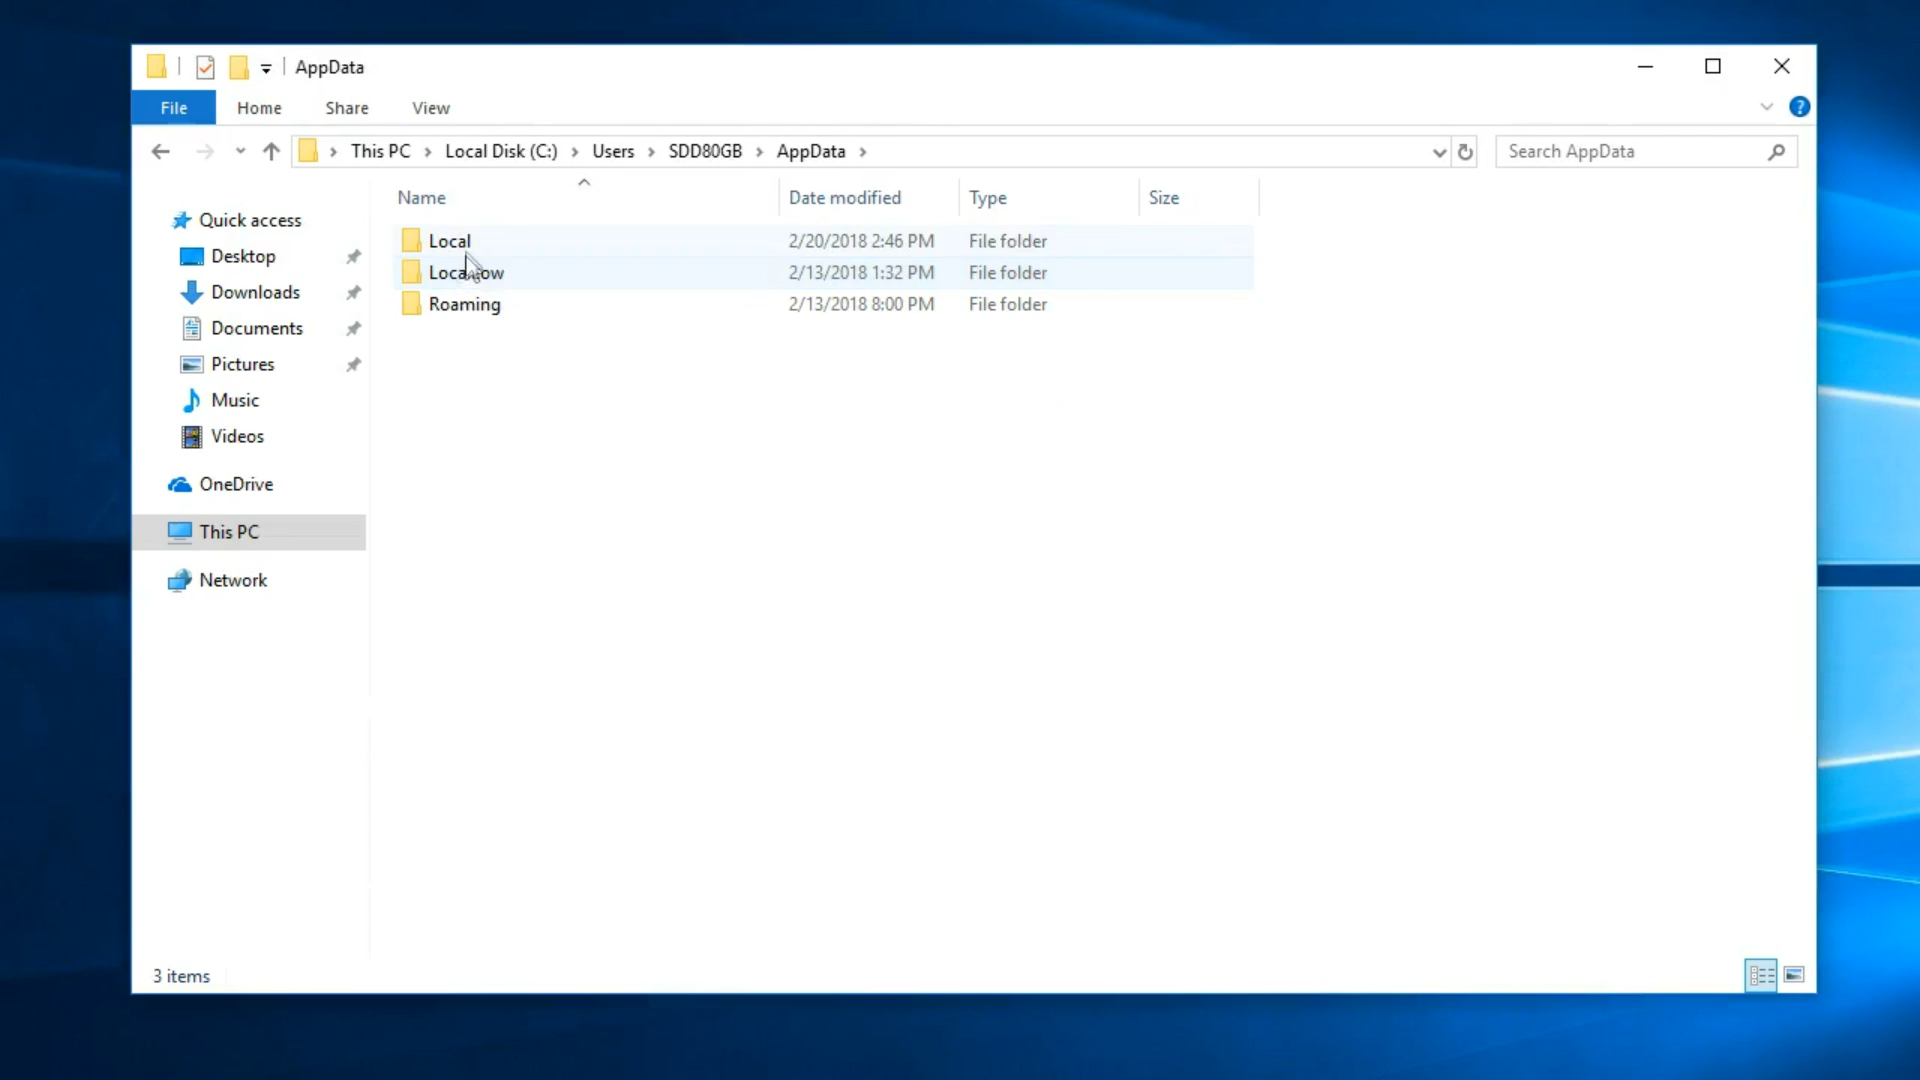 AppData
File Home Share View
This PC Local Disk (C:) Users SDD80GB AppData
Search AppData
Name Date modified Type Size
Quick access
Desktop
Downloads
Documents
Pictures
Music
Videos
OneDrive
This PC
Network
Local 2/20/2018 2:46 PM File folder
2/13/2018 1:32 PM File folder
Roaming 2/13/2018 8:00 PM File folder
3 items